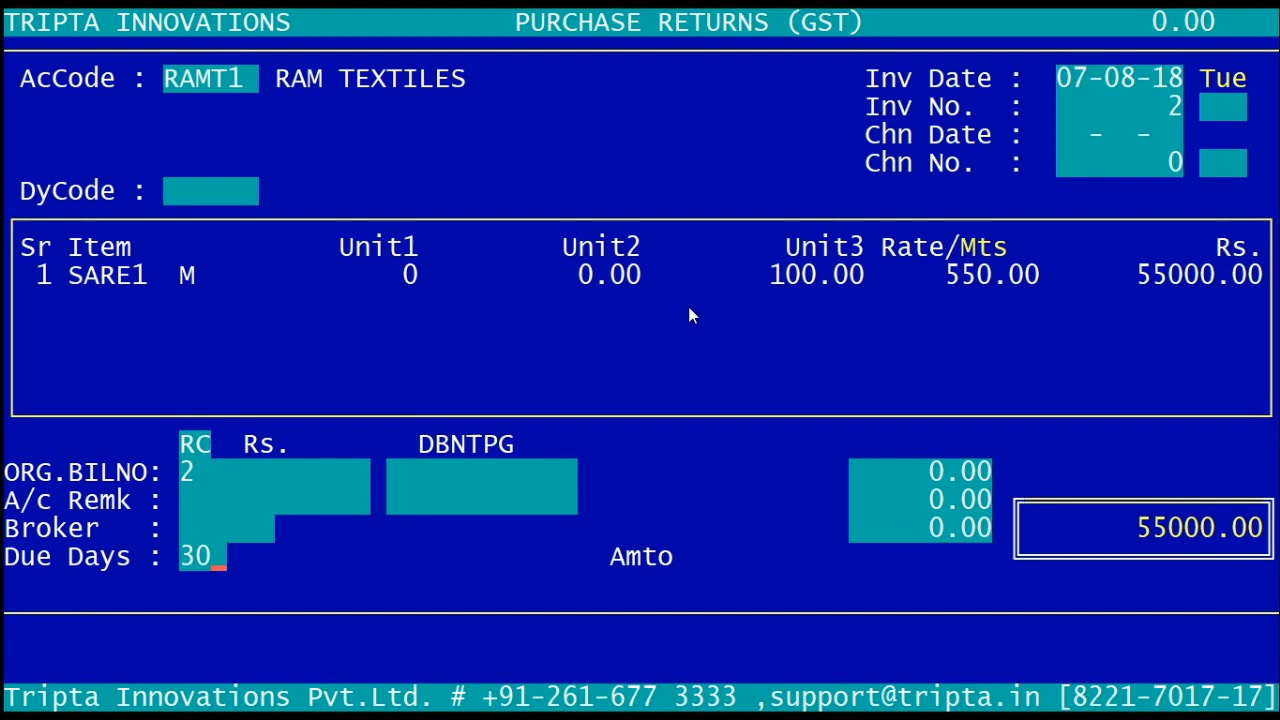 TRIPTA INNOVATIONS PURCHASE RETURNS (GST) 0.00
AcCode : RAMT1 RAM TEXTILES Inv Date : 07-08-18 Tue
Inv No. : 2
Chn Date : - -
Chn No. : 0
DyCode :
Sr Item Unit1 Unit2 Unit3 Rate/Mts Rs.
1 SARE1 M 0 0.00 100.00 550.00 55000.00
RC Rs. DBNTPG
ORG.BILNO: 2 0.00
A/c Remk : 0.00
Broker : 0.00 55000.00
Due Days : 30 Amto
Tripta Innovations Pvt.Ltd. # +91-261-677 3333 ,support@tripta.in [8221-7017-17]